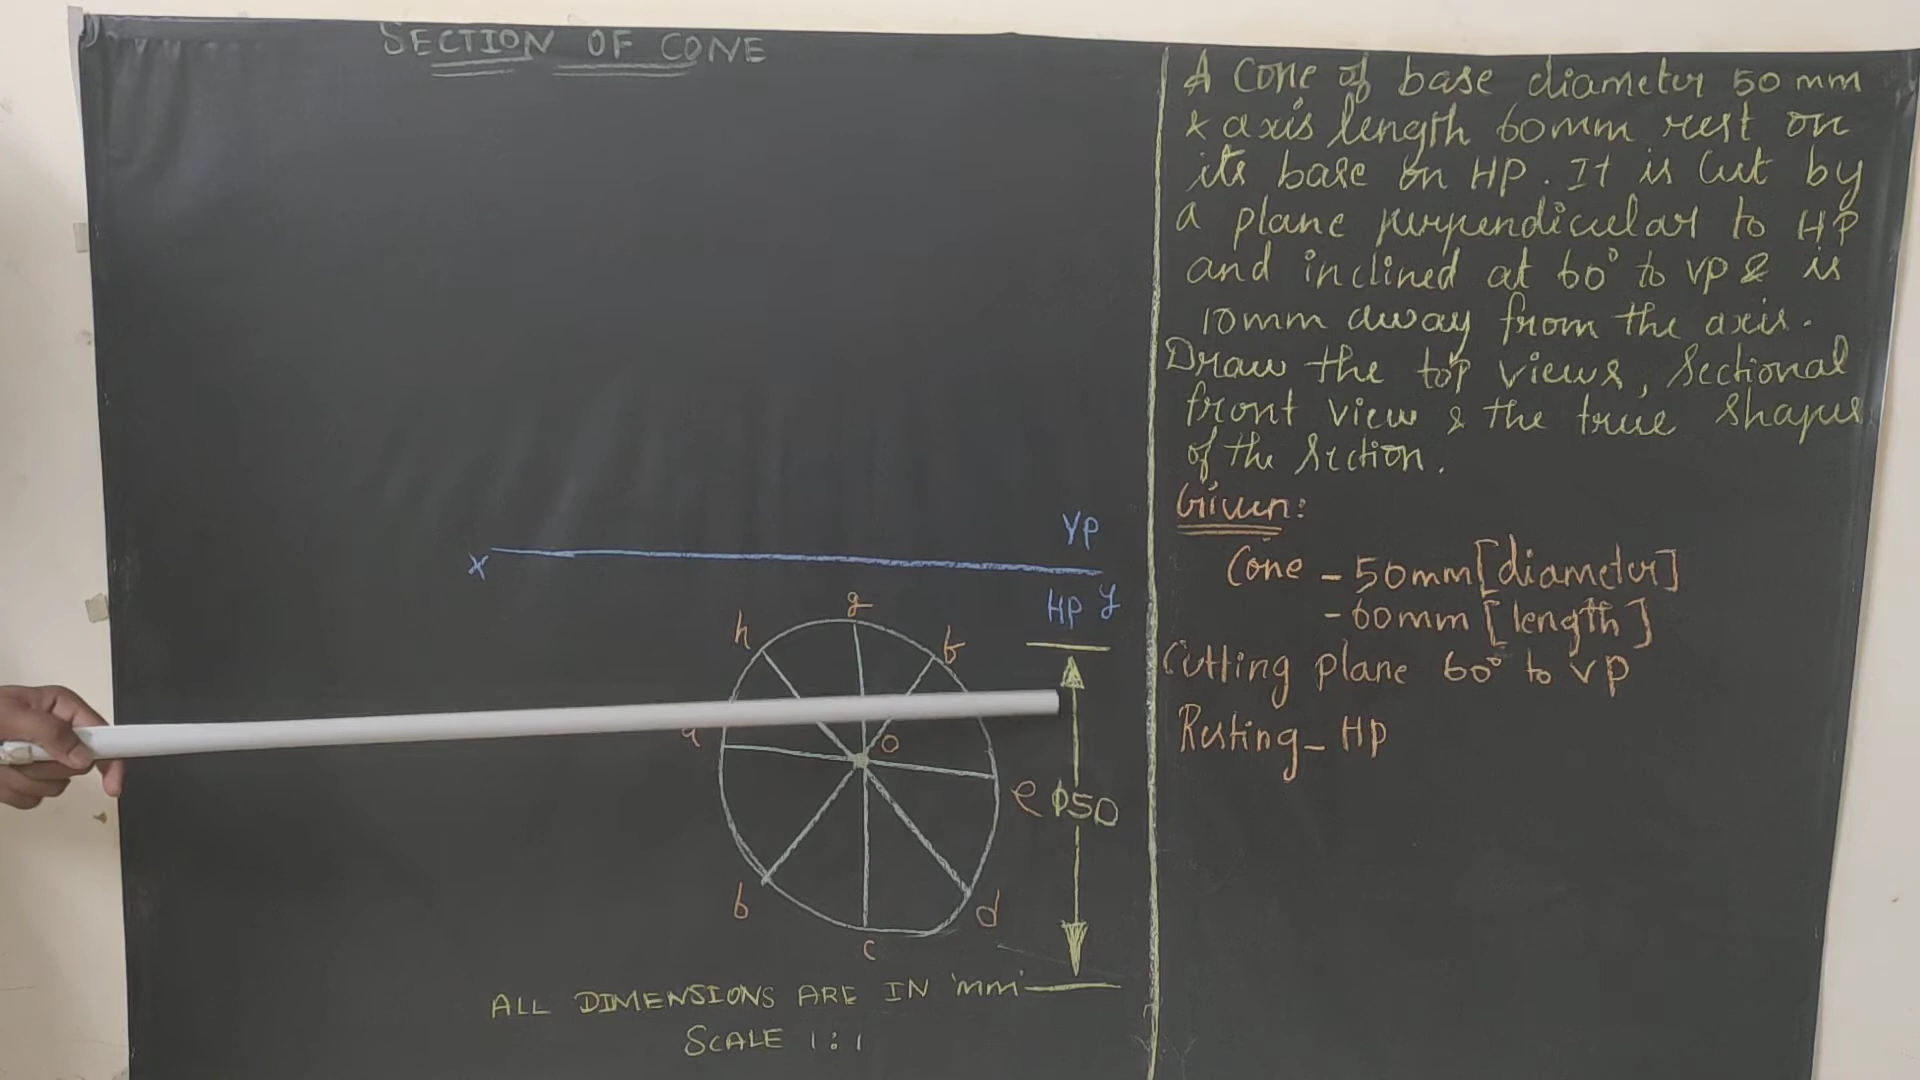 SECTION OF CONE
A Cone of base diameter 50 mm
& axis length 60mm rest on
its base on HP. It is Cut by
a plane perpendicular to HP
and inclined at 60° to VP & is
10mm away from the axis.
Draw the top views, Sectional
front view & the true shapes
of the Section.
Given:
Cone - 50mm [diameter]
- 60mm [length]
Cutting plane 60° to VP
Resting - HP
VP
X
HP y
g
h
f
a
o
e
ϕ50
b
d
c
ALL DIMENSIONS ARE IN 'mm'
SCALE 1:1